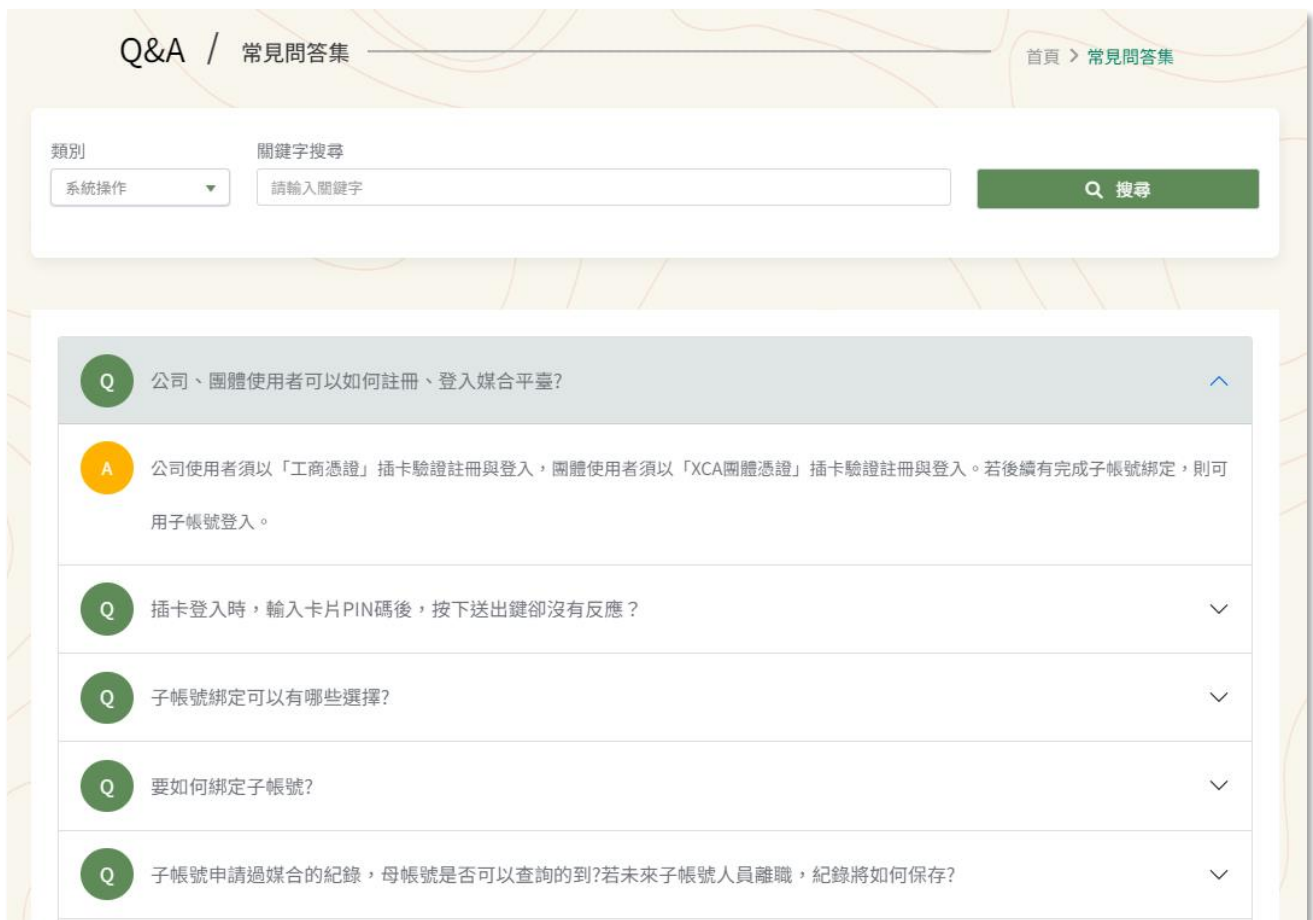 Q&A / 常見問答集
首頁 > 常見問答集
類別
關鍵字搜尋
系統操作
請輸入關鍵字
搜尋
Q 公司、團體使用者可以如何註冊、登入媒合平臺?
A 公司使用者須以「工商憑證」插卡驗證註冊與登入，團體使用者須以「XCA團體憑證」插卡驗證註冊與登入。若後續有完成子帳號綁定，則可
用子帳號登入。
Q 插卡登入時，輸入卡片PIN碼後，按下送出鍵卻沒有反應？
Q 子帳號綁定可以有哪些選擇?
Q 要如何綁定子帳號?
Q 子帳號申請過媒合的紀錄，母帳號是否可以查詢的到?若未來子帳號人員離職，紀錄將如何保存?